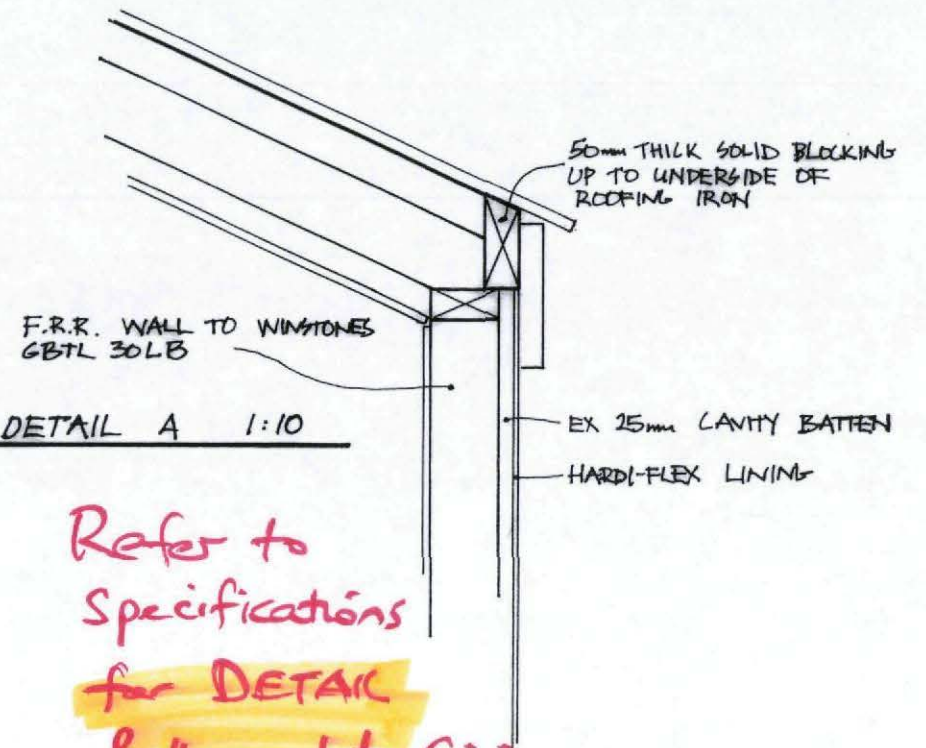 50mm THICK SOLID BLOCKING
UP TO UNDERSIDE OF
ROOFING IRON
F.R.R. WALL TO WINSTONES
GBTL 30LB
DETAIL A 1:10
EX 25mm CAVITY BATTEN
HARDI-FLEX LINING
Refer to
Specifications
for DETAIL